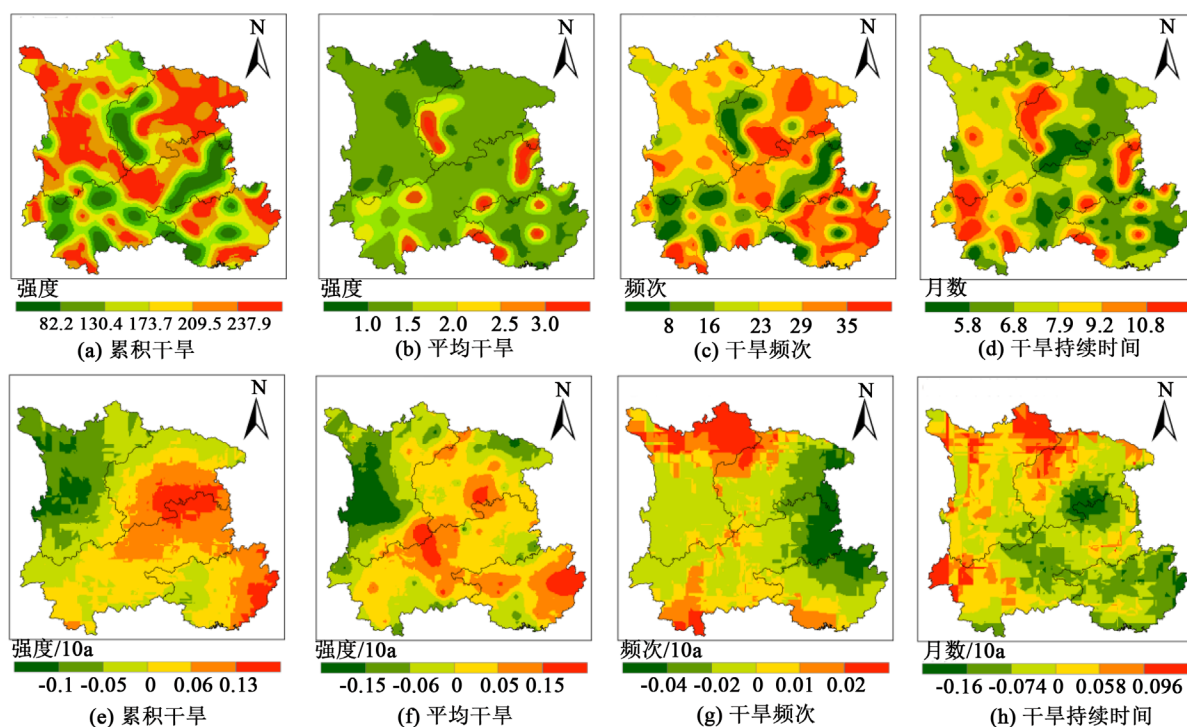 N
N
N
N
强度
82.2 130.4 173.7 209.5 237.9
(a) 累积干旱
强度
1.0 1.5 2.0 2.5 3.0
(b) 平均干旱
频次
8 16 23 29 35
(c) 干旱频次
月数
5.8 6.8 7.9 9.2 10.8
(d) 干旱持续时间
N
N
N
N
强度/10a
-0.1 -0.05 0 0.06 0.13
(e) 累积干旱
强度/10a
-0.15 -0.06 0 0.05 0.15
(f) 平均干旱
频次/10a
-0.04 -0.02 0 0.01 0.02
(g) 干旱频次
月数/10a
-0.16 -0.074 0 0.058 0.096
(h) 干旱持续时间